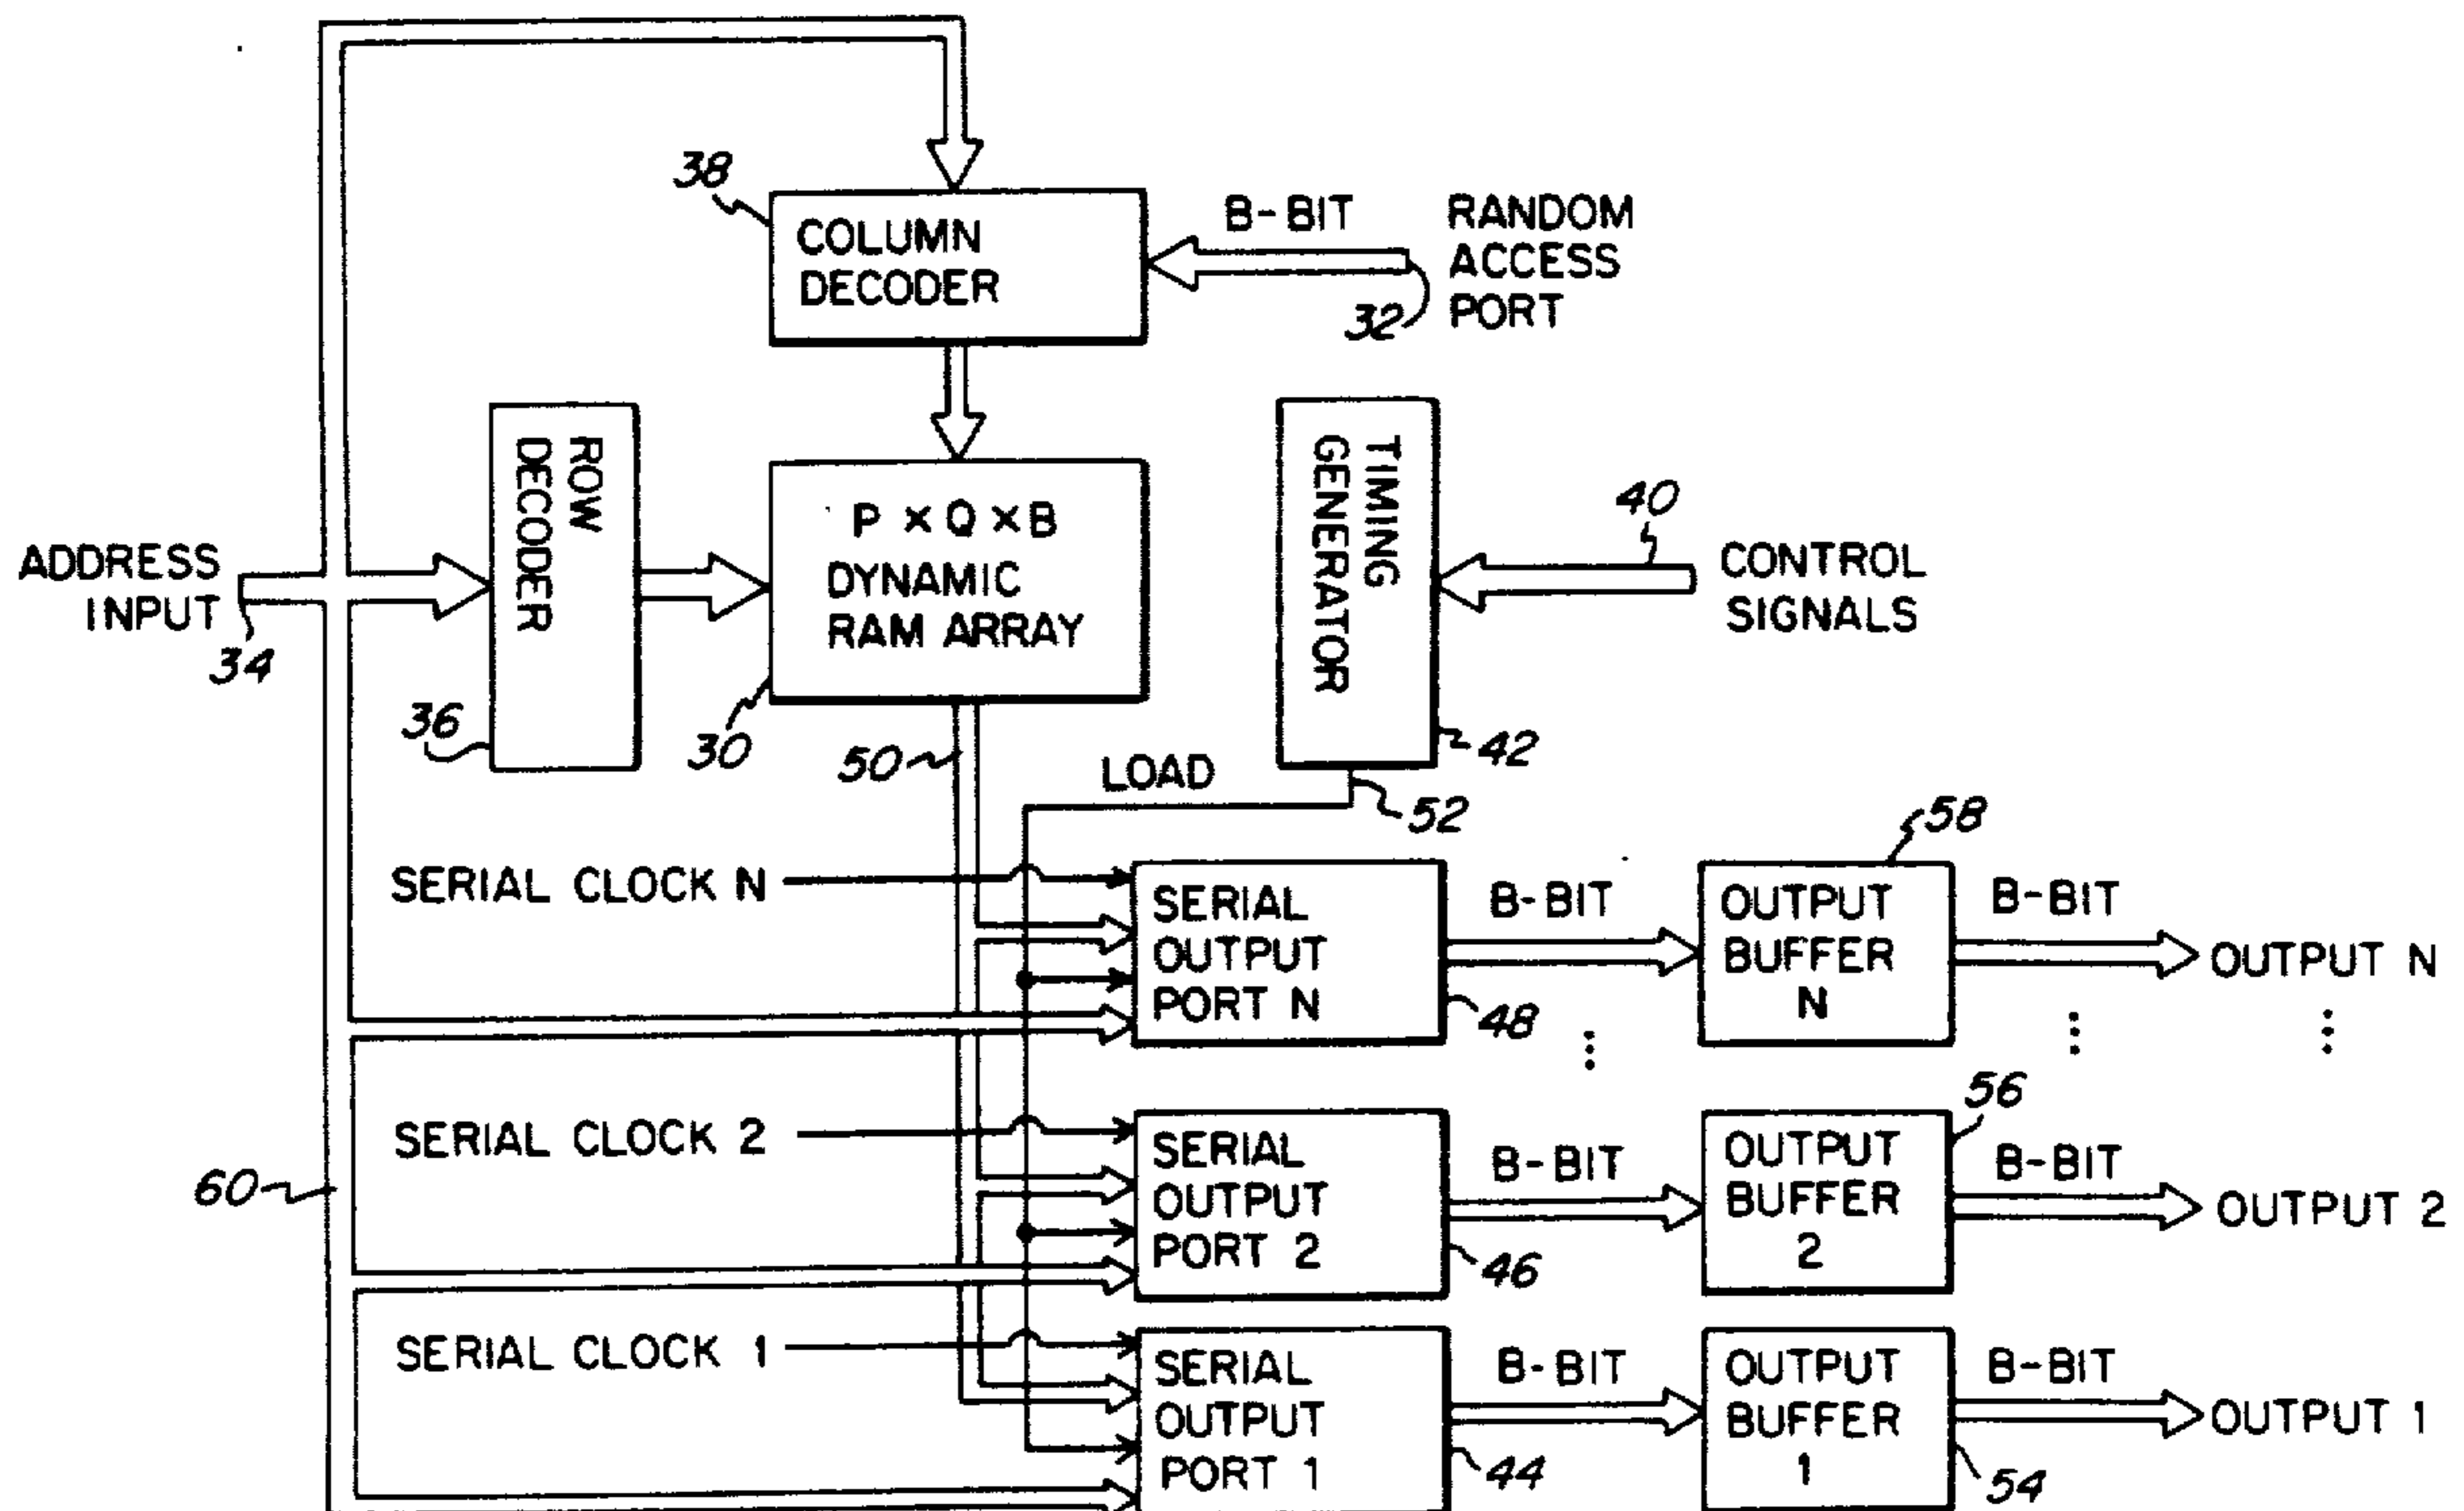 38
COLUMN
DECODER
B-BIT
RANDOM
ACCESS
PORT
32
ROW
DECODER
P × Q × B
DYNAMIC
RAM ARRAY
TIMING
GENERATOR
40
CONTROL
SIGNALS
ADDRESS
INPUT
34
36
30
50
LOAD
42
52
58
SERIAL CLOCK N
SERIAL
OUTPUT
PORT N
B-BIT
OUTPUT
BUFFER
N
B-BIT
OUTPUT N
48
SERIAL CLOCK 2
60
SERIAL
OUTPUT
PORT 2
B-BIT
OUTPUT
BUFFER
2
56
B-BIT
OUTPUT 2
46
SERIAL CLOCK 1
SERIAL
OUTPUT
PORT 1
B-BIT
OUTPUT
BUFFER
1
B-BIT
OUTPUT 1
44
54